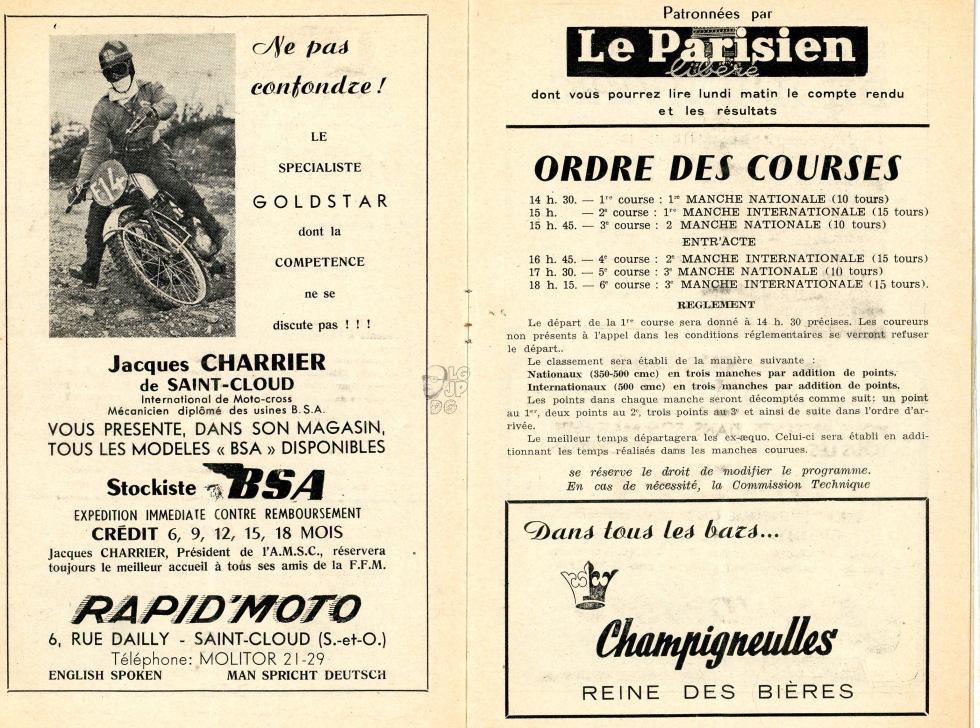 Ne pas
confondre !
LE
SPECIALISTE
GOLDSTAR
dont la
COMPETENCE
ne se
discute pas ! ! !
F14
Jacques CHARRIER
de SAINT-CLOUD
International de Moto-cross
Mécanicien diplômé des usines B.S.A.
VOUS PRESENTE, DANS SON MAGASIN,
TOUS LES MODELES « BSA » DISPONIBLES
Stockiste BSA
EXPEDITION IMMEDIATE CONTRE REMBOURSEMENT
CRÉDIT 6, 9, 12, 15, 18 MOIS
Jacques CHARRIER, Président de l'A.M.S.C., réservera
toujours le meilleur accueil à tous ses amis de la F.F.M.
RAPID'MOTO
6, RUE DAILLY - SAINT-CLOUD (S.-et-O.)
Téléphone: MOLITOR 21-29
ENGLISH SPOKEN MAN SPRICHT DEUTSCH
Patronnées par
Le Parisien
libéré
dont vous pourrez lire lundi matin le compte rendu
et les résultats
ORDRE DES COURSES
14 h. 30. — 1re course : 1re MANCHE NATIONALE (10 tours)
15 h. — 2e course : 1re MANCHE INTERNATIONALE (15 tours)
15 h. 45. — 3e course : 2 MANCHE NATIONALE (10 tours)
ENTR'ACTE
16 h. 45. — 4e course : 2e MANCHE INTERNATIONALE (15 tours)
17 h. 30. — 5e course : 3e MANCHE NATIONALE (10 tours)
18 h. 15. — 6e course : 3e MANCHE INTERNATIONALE (15 tours).
REGLEMENT
Le départ de la 1re course sera donné à 14 h. 30 précises. Les coureurs
non présents à l'appel dans les conditions réglementaires se verront refuser
le départ..
Le classement sera établi de la manière suivante :
Nationaux (350-500 cmc) en trois manches par addition de points.
Internationaux (500 cmc) en trois manches par addition de points.
Les points dans chaque manche seront décomptés comme suit: un point
au 1er, deux points au 2e, trois points au 3e et ainsi de suite dans l'ordre d'ar-
rivée.
Le meilleur temps départagera les ex-æquo. Celui-ci sera établi en addi-
tionnant les temps réalisés dans les manches courues.
se réserve le droit de modifier le programme.
En cas de nécessité, la Commission Technique
Dans tous les bars...
Champigneulles
REINE DES BIÈRES